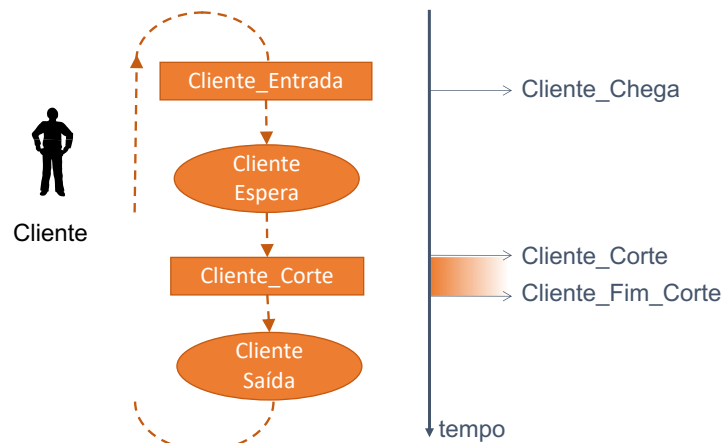 Cliente_Entrada
Cliente
Espera
Cliente_Corte
Cliente
Saída
Cliente
Cliente_Chega
Cliente_Corte
Cliente_Fim_Corte
tempo